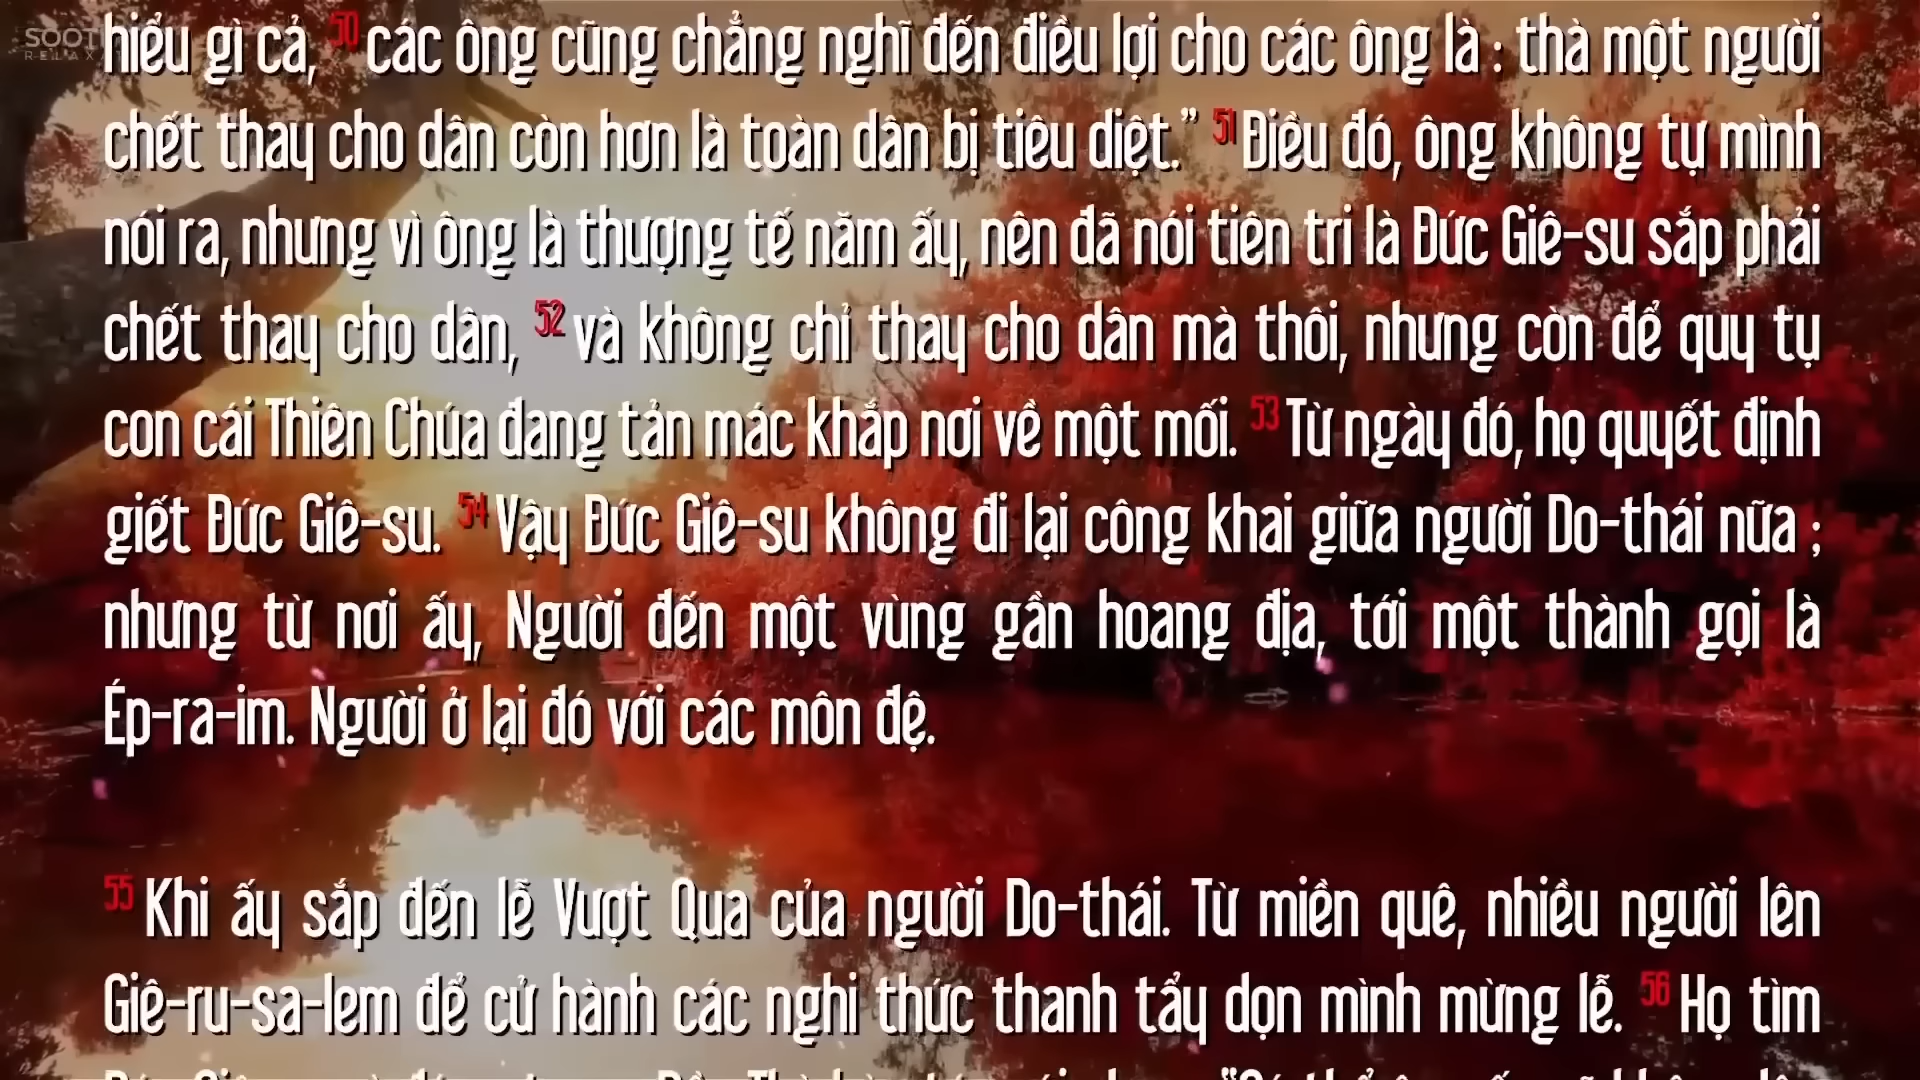 hiểu gì cả, 50 các ông cũng chẳng nghĩ đến điều lợi cho các ông là : thà một người
chết thay cho dân còn hơn là toàn dân bị tiêu diệt.” 51 Điều đó, ông không tự mình
nói ra, nhưng vì ông là thượng tế năm ấy, nên đã nói tiên tri là Đức Giê-su sắp phải
chết thay cho dân, 52 và không chỉ thay cho dân mà thôi, nhưng còn để quy tụ
con cái Thiên Chúa đang tản mác khắp nơi về một mối. 53 Từ ngày đó, họ quyết định
giết Đức Giê-su. 54 Vậy Đức Giê-su không đi lại công khai giữa người Do-thái nữa ;
nhưng từ nơi ấy, Người đến một vùng gần hoang địa, tới một thành gọi là
Ép-ra-im. Người ở lại đó với các môn đệ.
55 Khi ấy sắp đến lễ Vượt Qua của người Do-thái. Từ miền quê, nhiều người lên
Giê-ru-sa-lem để cử hành các nghi thức thanh tẩy dọn mình mừng lễ. 56 Họ tìm